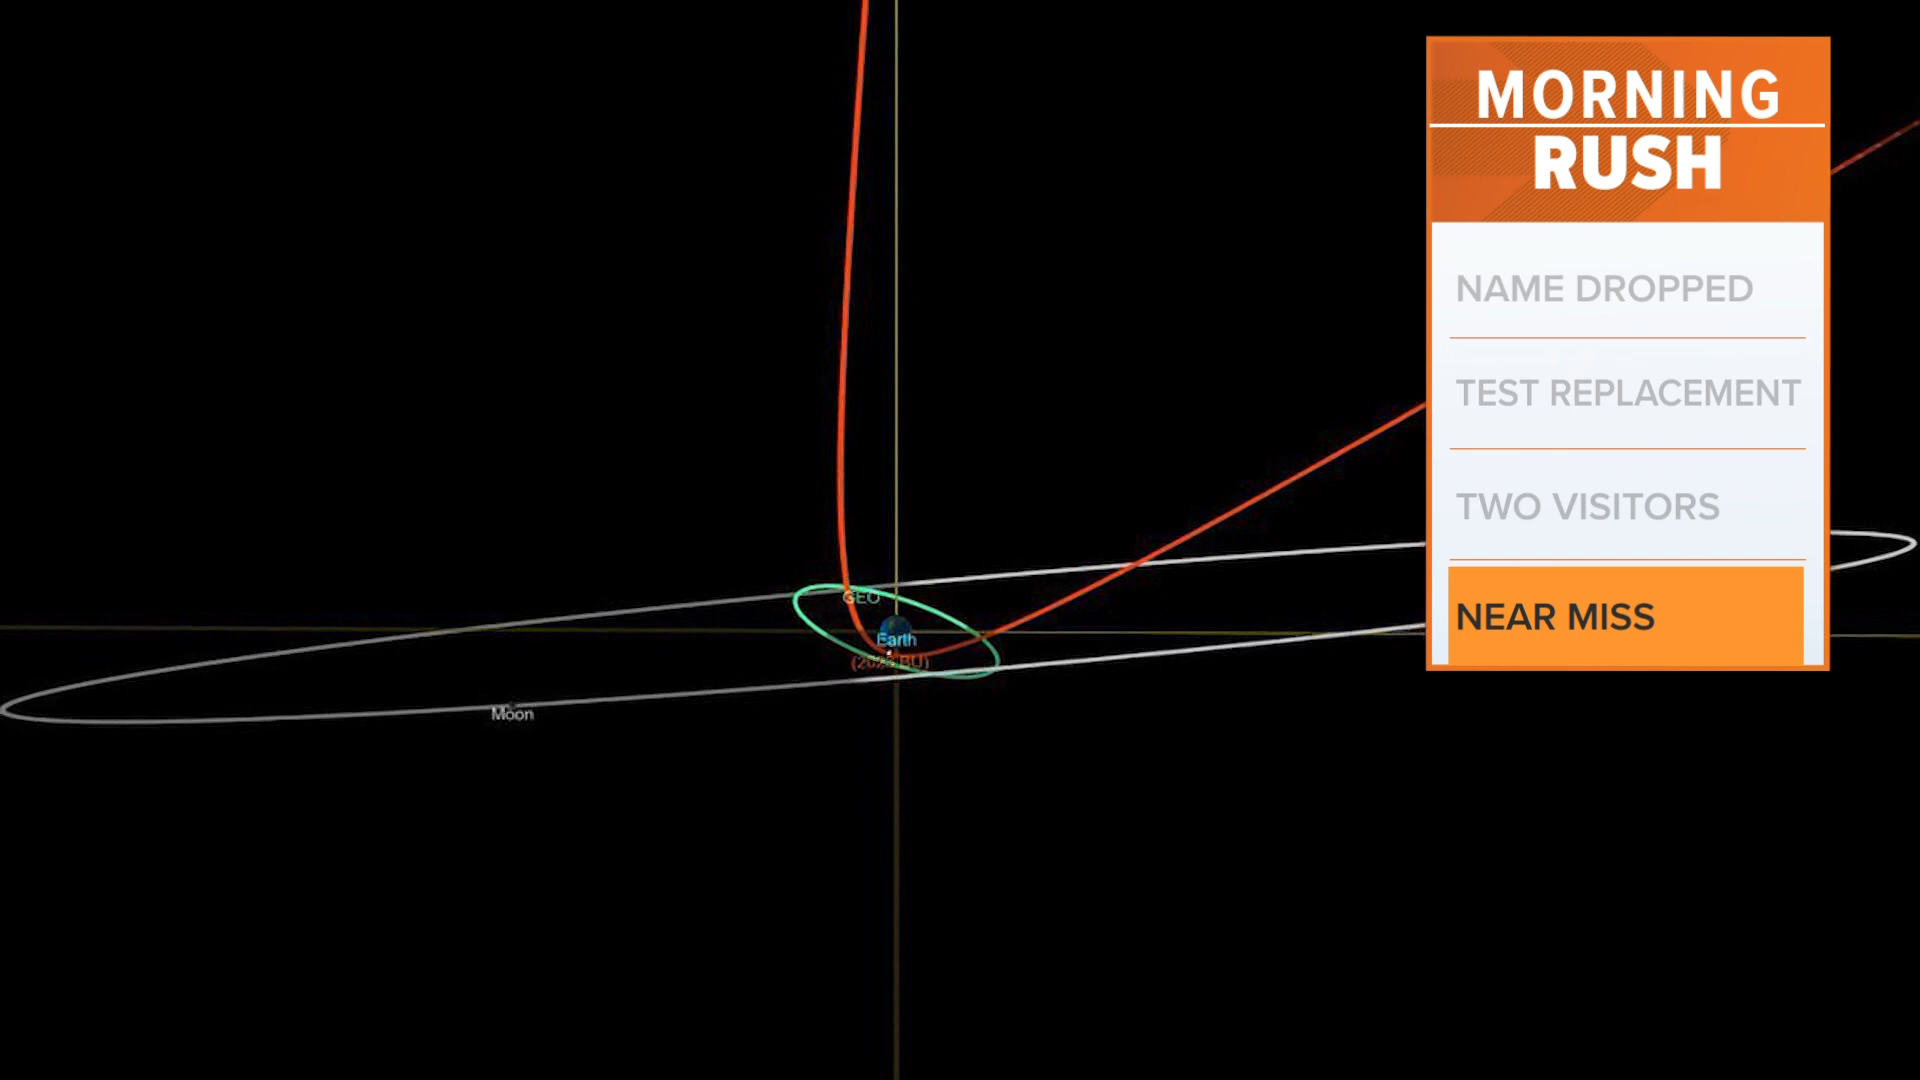 MORNING
RUSH
NAME DROPPED
TEST REPLACEMENT
TWO VISITORS
NEAR MISS
GEO
Earth
Moon